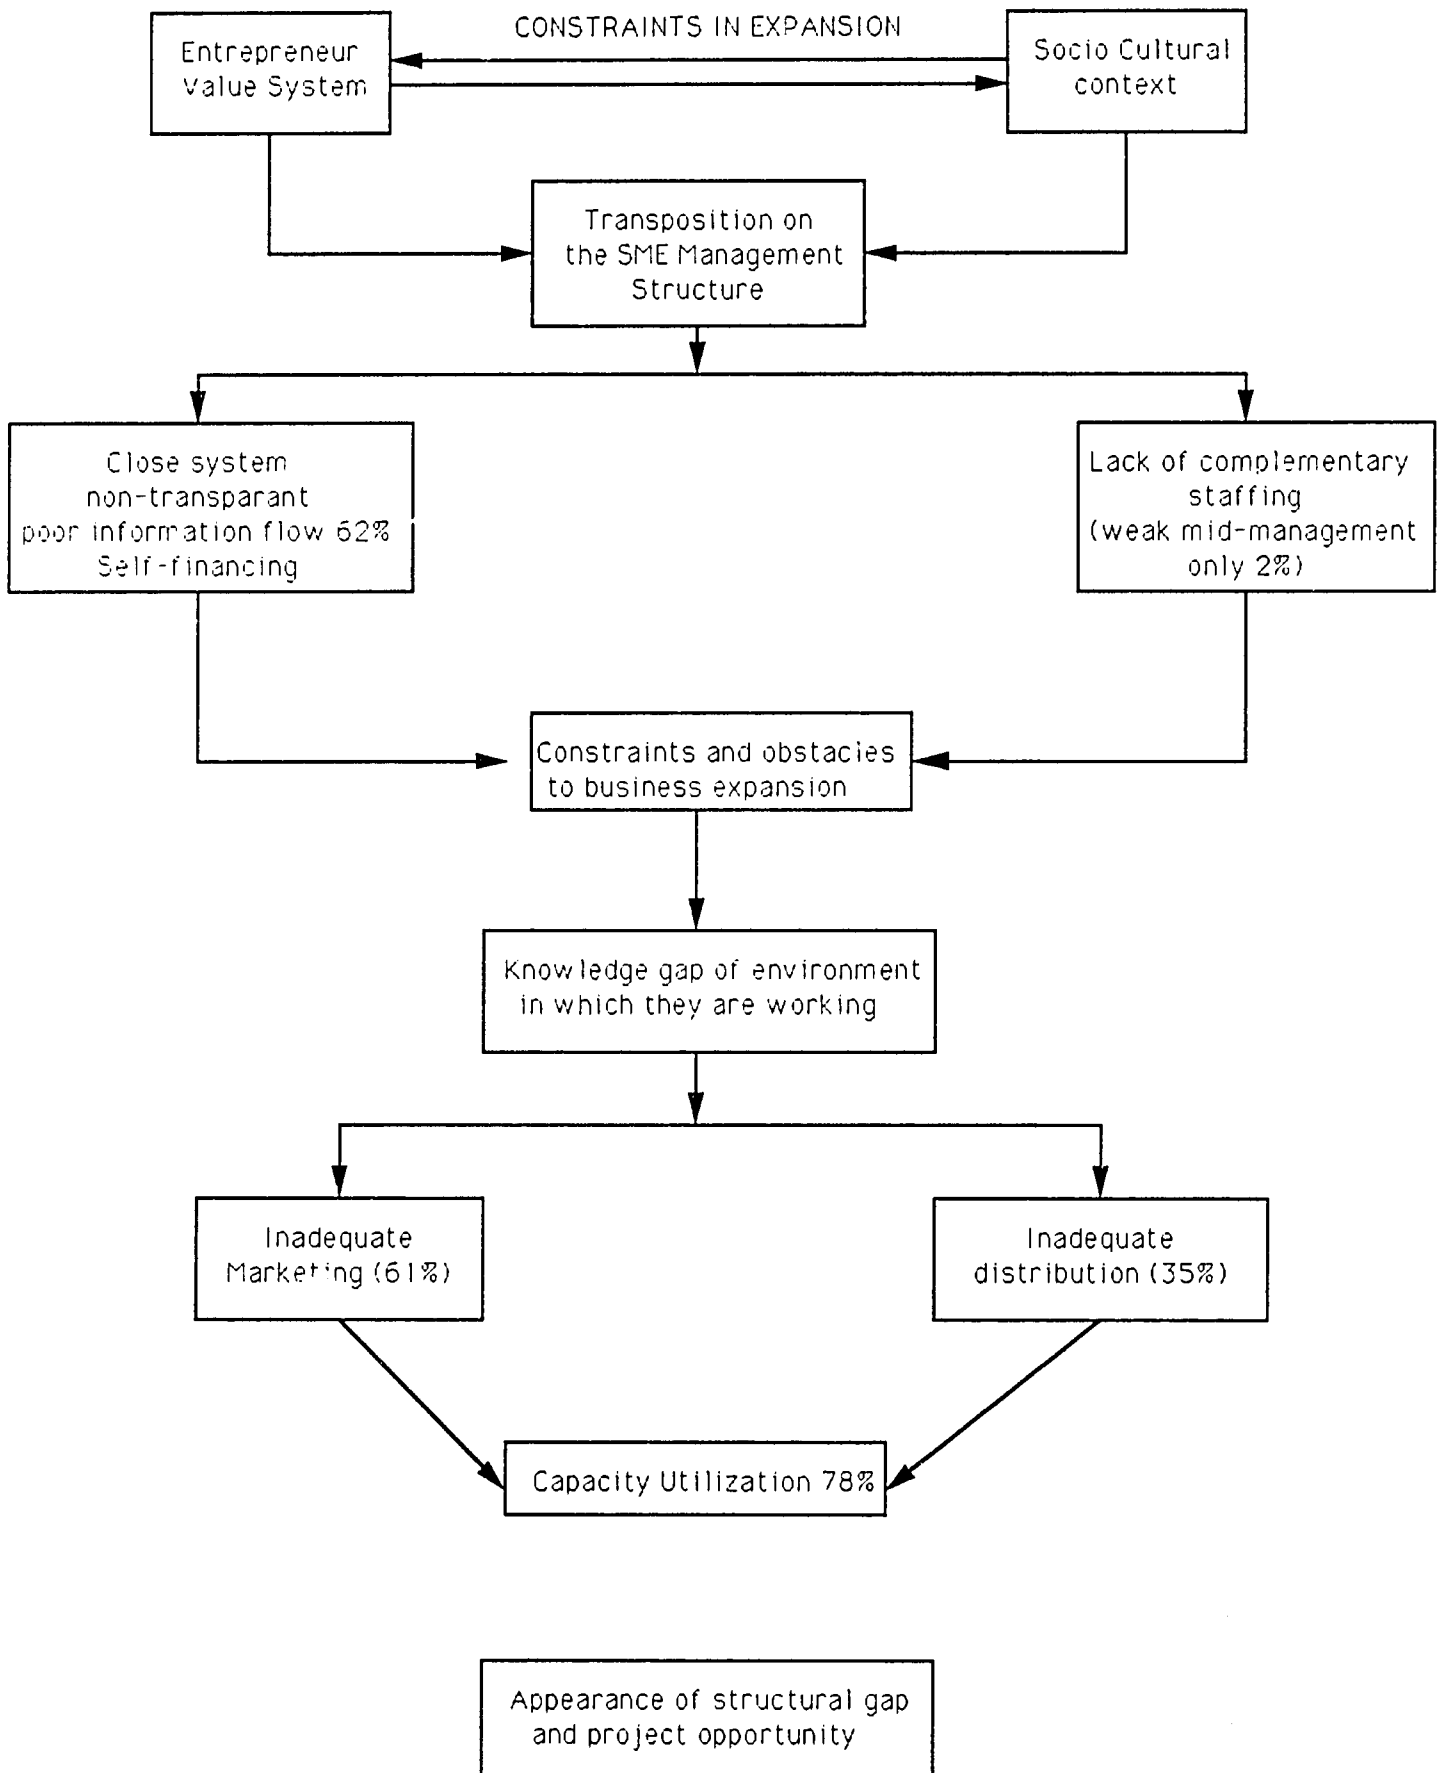 CONSTRAINTS IN EXPANSION
Entrepreneur
Value System
Socio Cultural
context
Transposition on
the SME Management
Structure
Close system
non-transparant
poor information flow 62%
Self-financing
Lack of complementary
staffing
(weak mid-management
only 2%)
Constraints and obstacies
to business expansion
Knowledge gap of environment
in which they are working
Inadequate
Marketing (61%)
Inadequate
distribution (35%)
Capacity Utilization 78%
Appearance of structural gap
and project opportunity